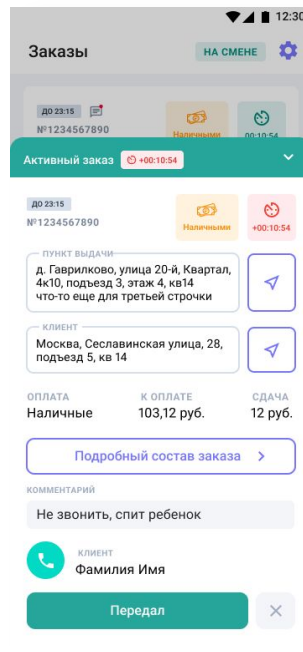 12:30
Заказы
НА СМЕНЕ
ДО 23:15
№1234567890
Наличными
00:10:54
Активный заказ
+00:10:54
ДО 23:15
№1234567890
Наличными
+00:10:54
ПУНКТ ВЫДАЧИ
д. Гаврилково, улица 20-й, Квартал,
4к10, подъезд 3, этаж 4, кв14
что-то еще для третьей строчки
КЛИЕНТ
Москва, Сеславинская улица, 28,
подъезд 5, кв 14
ОПЛАТА К ОПЛАТЕ СДАЧА
Наличные 103,12 руб. 12 руб.
Подробный состав заказа
КОММЕНТАРИЙ
Не звонить, спит ребенок
КЛИЕНТ
Фамилия Имя
Передал